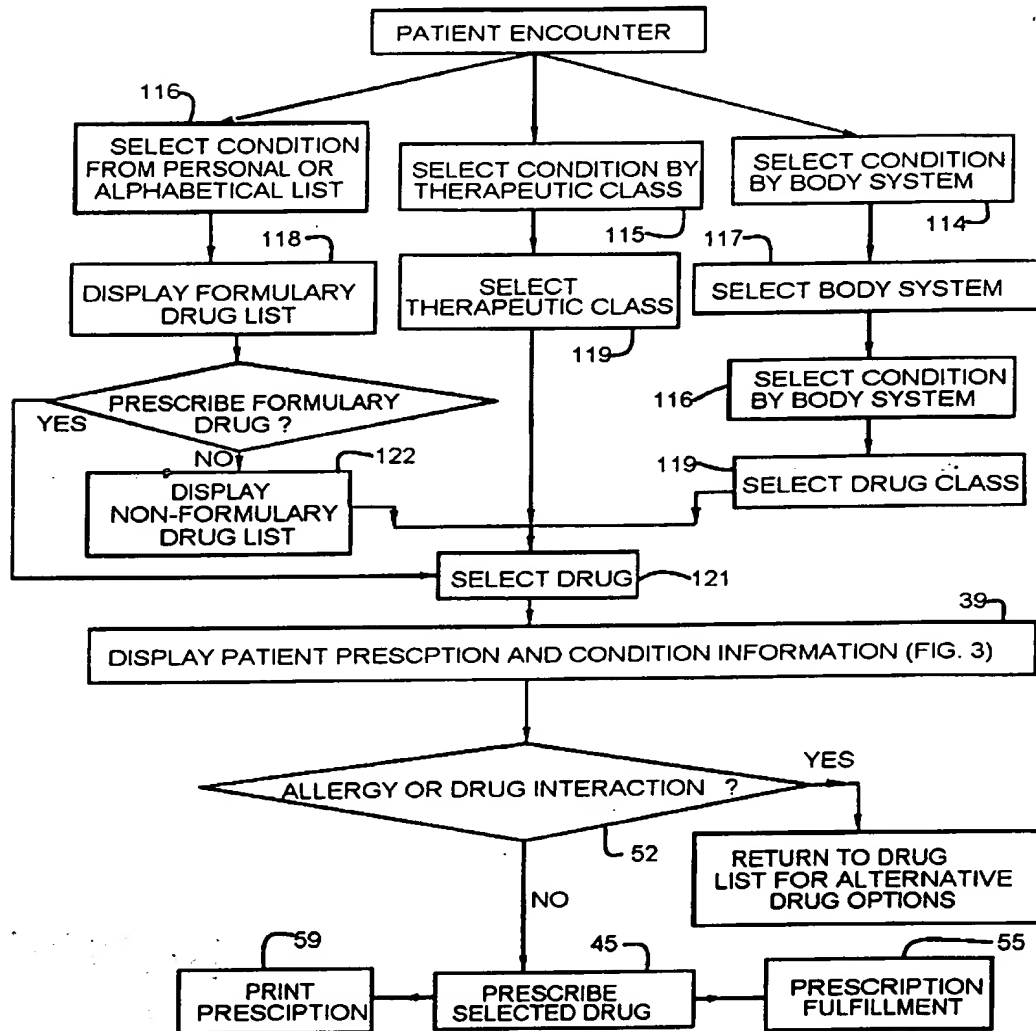 PATIENT ENCOUNTER
116
SELECT CONDITION
FROM PERSONAL OR
ALPHABETICAL LIST
SELECT CONDITION BY
THERAPEUTIC CLASS
115
SELECT CONDITION
BY BODY SYSTEM
114
118
DISPLAY FORMULARY
DRUG LIST
SELECT
THERAPEUTIC CLASS
119
117
SELECT BODY SYSTEM
PRESCRIBE FORMULARY
DRUG ?
YES
NO
116
SELECT CONDITION
BY BODY SYSTEM
122
DISPLAY
NON-FORMULARY
DRUG LIST
119
SELECT DRUG CLASS
SELECT DRUG
121
39
DISPLAY PATIENT PRESCPTION AND CONDITION INFORMATION (FIG. 3)
ALLERGY OR DRUG INTERACTION ?
YES
52
NO
RETURN TO DRUG
LIST FOR ALTERNATIVE
DRUG OPTIONS
59
PRINT
PRESCIPTION
45
PRESCRIBE
SELECTED DRUG
55
PRESCRIPTION
FULFILLMENT